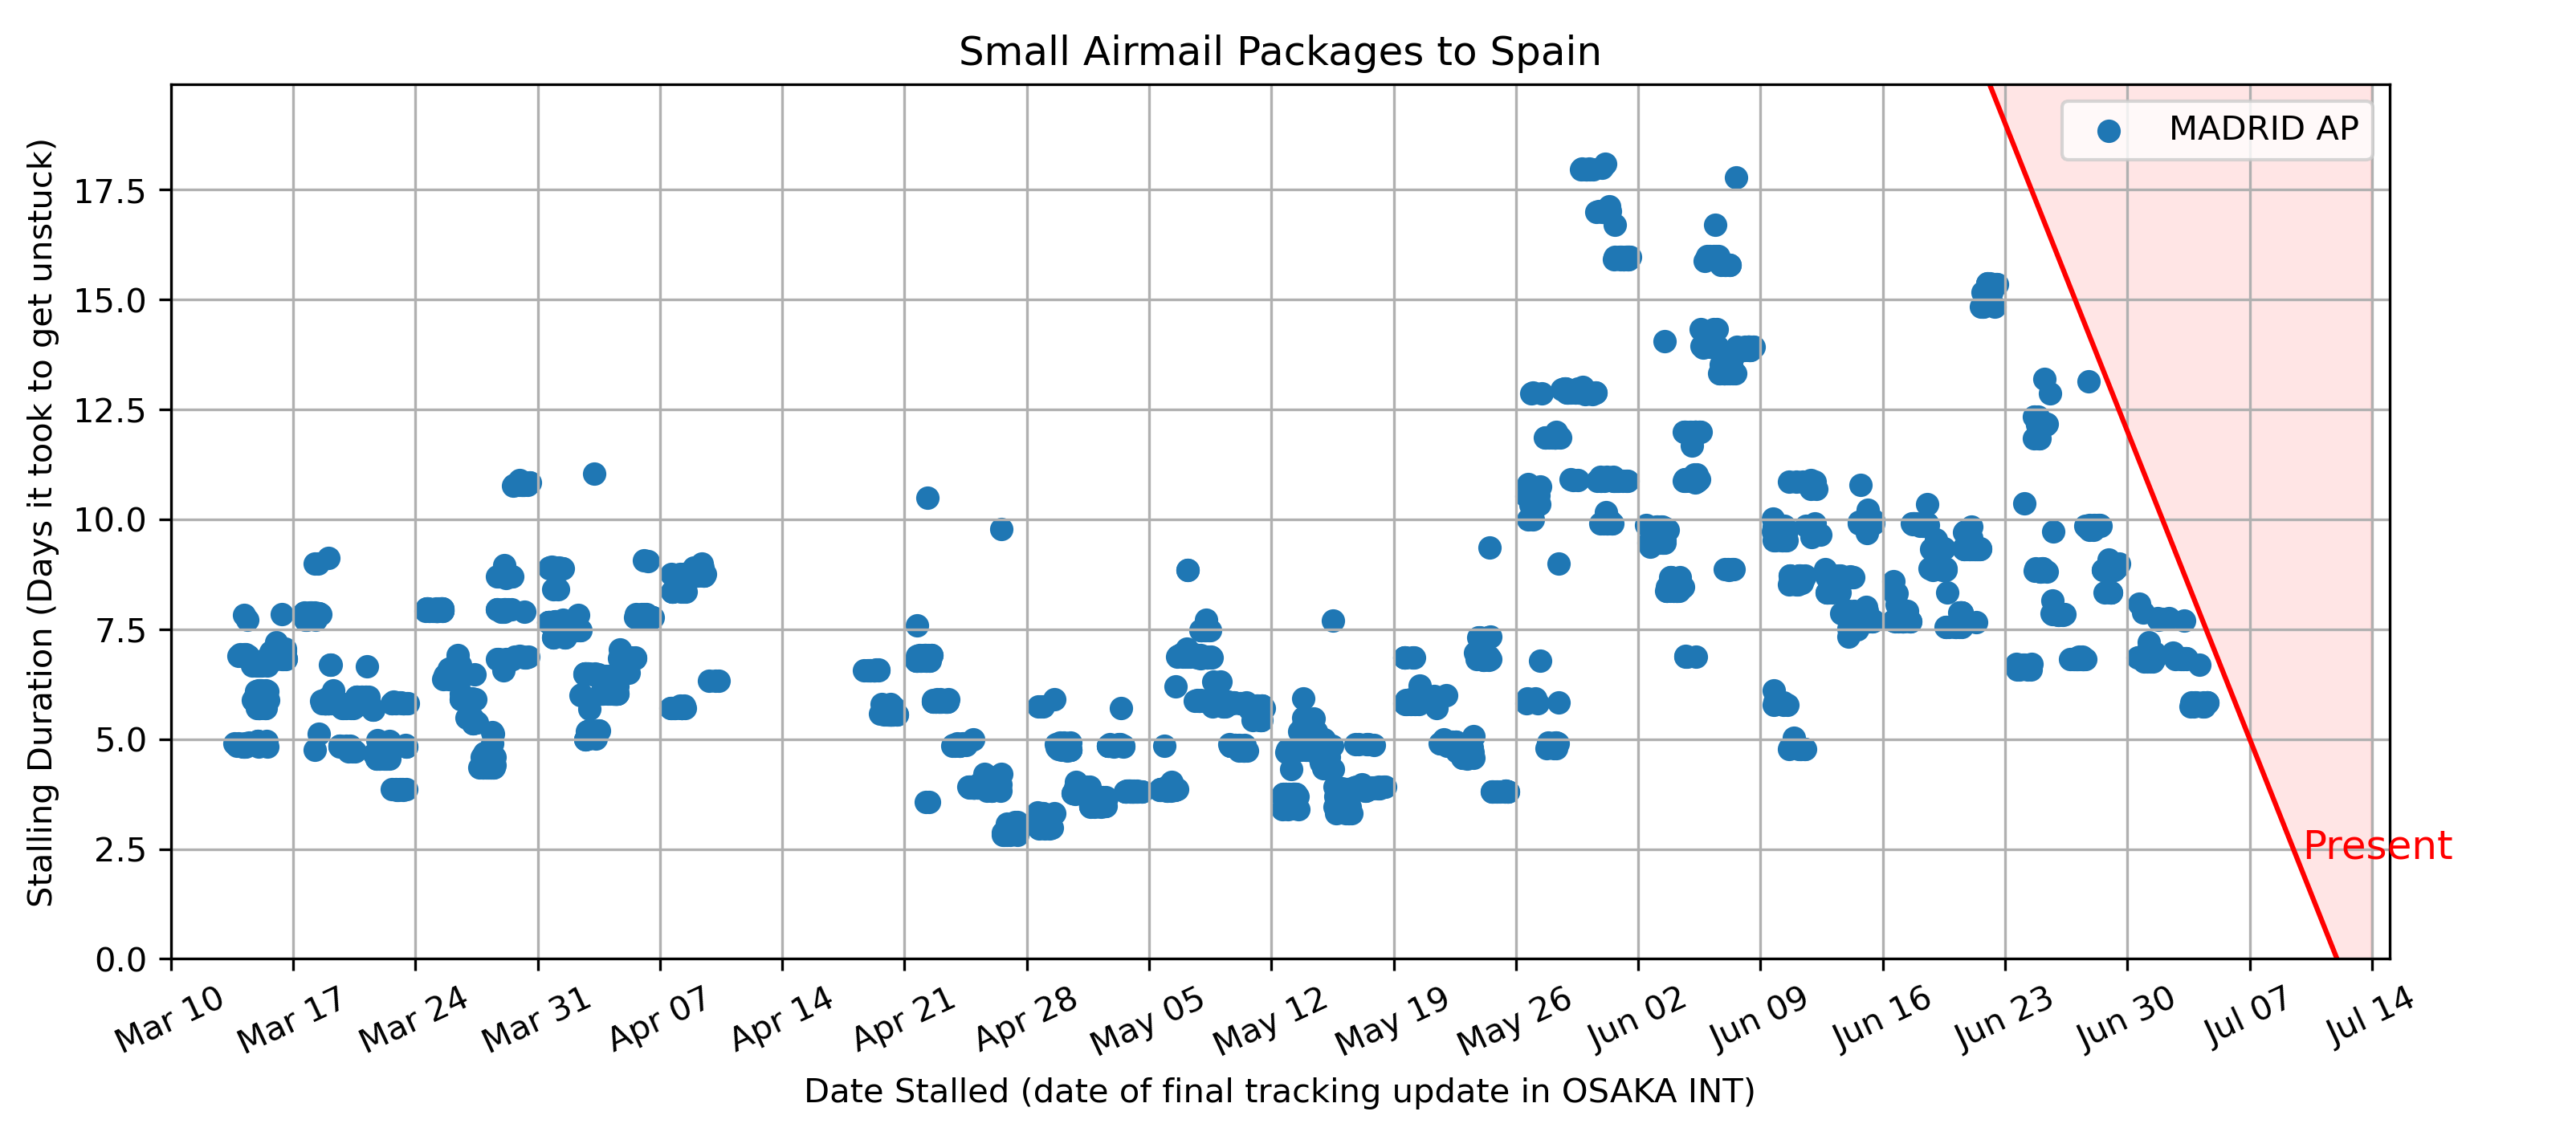 Small Airmail Packages to Spain
MADRID AP
Stalling Duration (Days it took to get unstuck)
17.5
15.0
12.5
10.0
7.5
5.0
2.5
0.0
Present
Mar 10
Mar 17
Mar 24
Mar 31
Apr 07
Apr 14
Apr 21
Apr 28
May 05
May 12
May 19
May 26
Jun 02
Jun 09
Jun 16
Jun 23
Jun 30
Jul 07
Jul 14
Date Stalled (date of final tracking update in OSAKA INT)